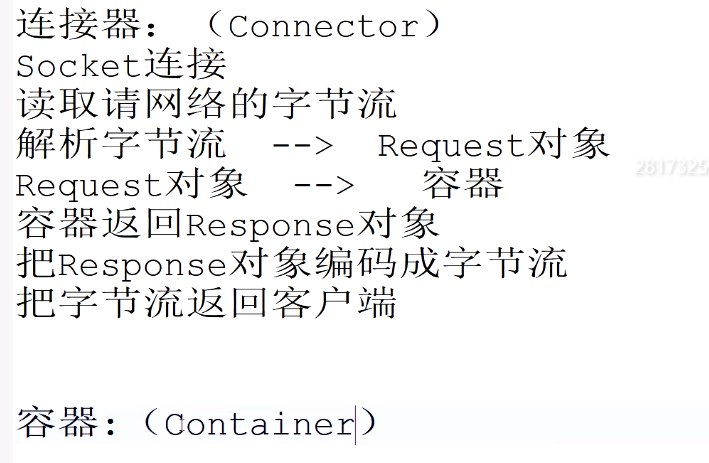 连接器：（Connector）
Socket连接
读取请网络的字节流
解析字节流 --> Request对象
2817325
Request对象 --> 容器
容器返回Response对象
把Response对象编码成字节流
把字节流返回客户端
容器：（Container）